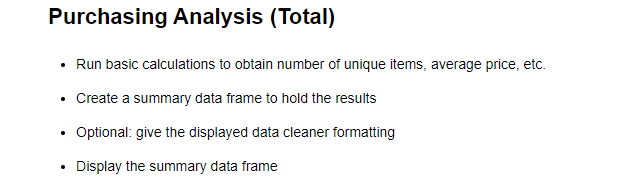 Purchasing Analysis (Total)
• Run basic calculations to obtain number of unique items, average price, etc.
• Create a summary data frame to hold the results
• Optional: give the displayed data cleaner formatting
• Display the summary data frame